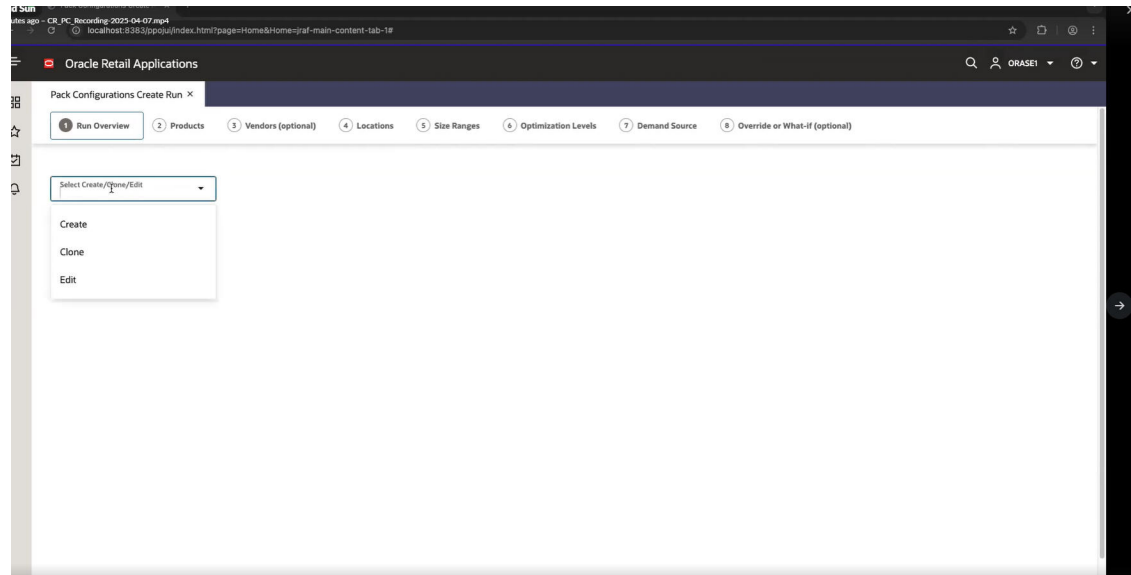 d Sun
utes ago – CR_PC_Recording-2025-04-07.mp4
localhost:8383/ppojui/index.html?page=Home&Home=jraf-main-content-tab-1#
Oracle Retail Applications
ORASE1
Pack Configurations Create Run ×
1 Run Overview
2 Products
3 Vendors (optional)
4 Locations
5 Size Ranges
6 Optimization Levels
7 Demand Source
8 Override or What-if (optional)
Select Create/Clone/Edit
Create
Clone
Edit